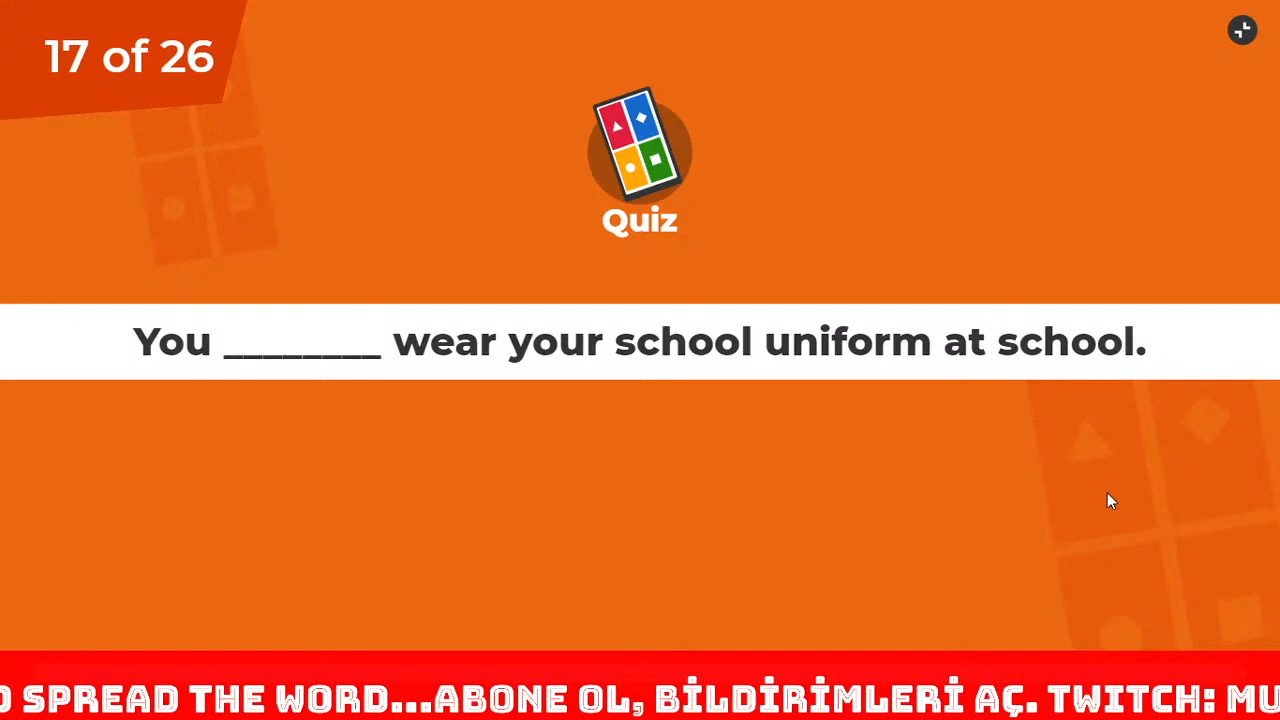 17 of 26
Quiz
You ________ wear your school uniform at school.
SPREAD THE WORD...ABONE OL, BİLDİRİMLERİ AÇ. TWITCH: